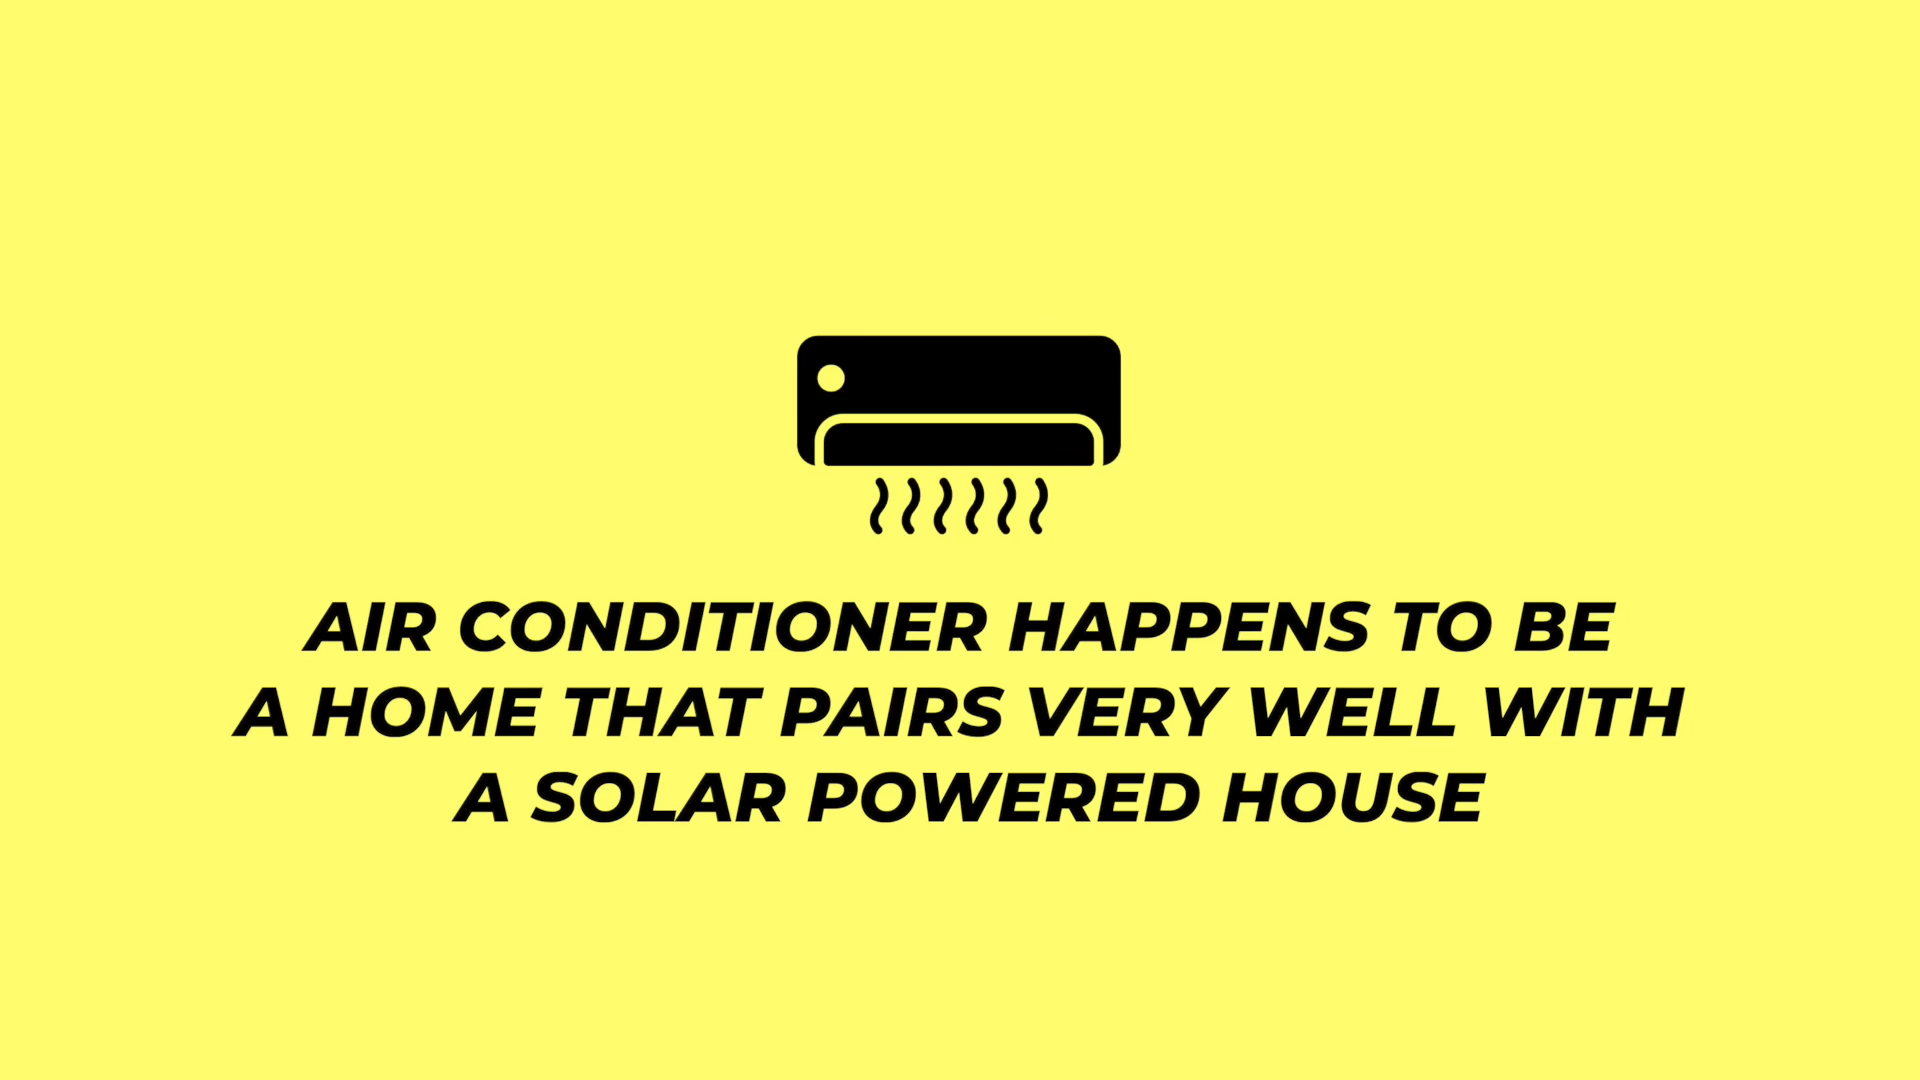 AIR CONDITIONER HAPPENS TO BE
A HOME THAT PAIRS VERY WELL WITH
A SOLAR POWERED HOUSE